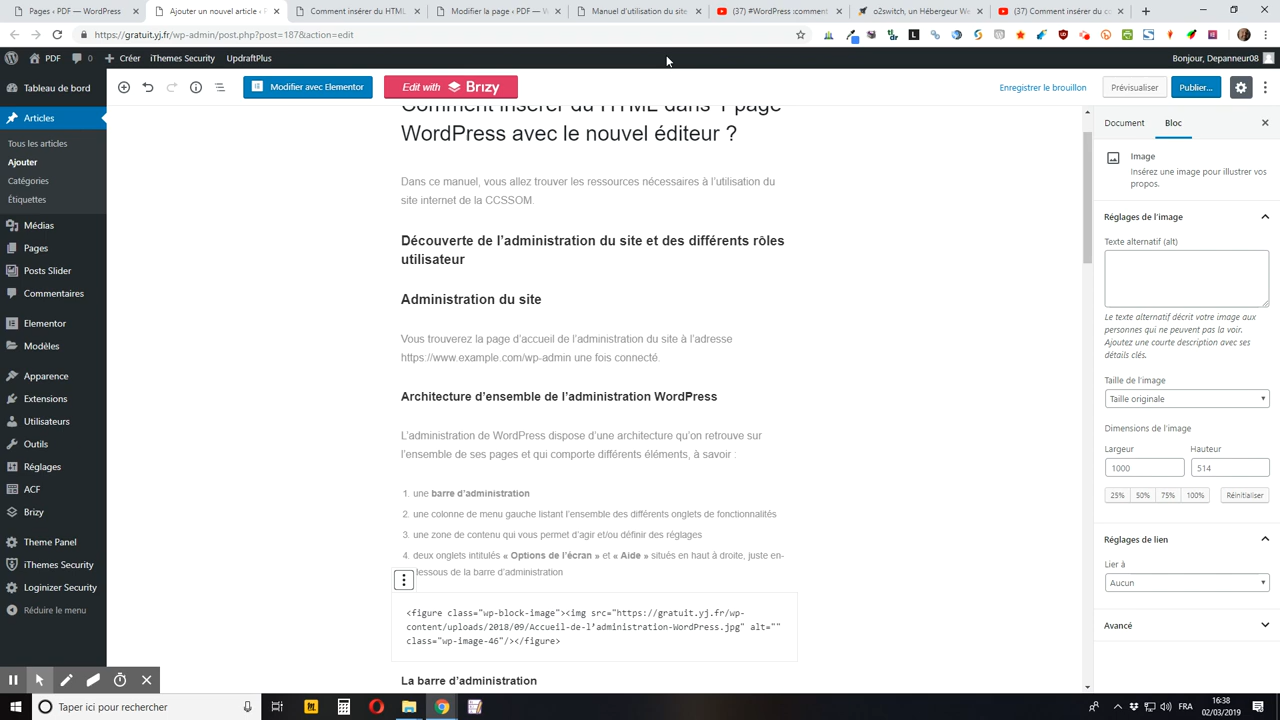 Page d'accueil du Pro
Ajouter un nouvel article ‹ F
Comment insérer du HTML
Modifier la page ‹ — W
Manuel d'utilisation du site
(37) #WordPress :comment
o2switch, un Hébergeur We
(37) Comment insérer du co
https://gratuit.yj.fr/wp-admin/post.php?post=187&action=edit
PDF 0 Créer iThemes Security UpdraftPlus
Bonjour, Depanneur08
Tableau de bord
Articles
Tous les articles
Ajouter
Catégories
Étiquettes
Médias
Pages
Posts Slider
Commentaires
Elementor
Modèles
Apparence
Extensions
Utilisateurs
Outils
Réglages
ACF
Brizy
Theme Panel
iThemes Security
Loginizer Security
Réduire le menu
Modifier avec Elementor
Edit with Brizy
Enregistrer le brouillon
Prévisualiser
Publier…
Comment insérer du HTML dans 1 page
WordPress avec le nouvel éditeur ?
Dans ce manuel, vous allez trouver les ressources nécessaires à l’utilisation du
site internet de la CCSSOM.
Découverte de l’administration du site et des différents rôles
utilisateur
Administration du site
Vous trouverez la page d’accueil de l’administration du site à l’adresse
https://www.example.com/wp-admin une fois connecté.
Architecture d’ensemble de l’administration WordPress
L’administration de WordPress dispose d’une architecture qu’on retrouve sur
l’ensemble de ses pages et qui comporte différents éléments, à savoir :
1. une barre d’administration
2. une colonne de menu gauche listant l’ensemble des différents onglets de fonctionnalités
3. une zone de contenu qui vous permet d’agir et/ou définir des réglages
4. deux onglets intitulés « Options de l’écran » et « Aide » situés en haut à droite, juste en-
dessous de la barre d’administration
<figure class="wp-block-image"><img src="https://gratuit.yj.fr/wp-
content/uploads/2018/09/Accueil-de-l’administration-WordPress.jpg" alt=""
class="wp-image-46"/></figure>
La barre d’administration
Document
Bloc
Image
Insérez une image pour illustrer vos
propos.
Réglages de l’image
Texte alternatif (alt)
Le texte alternatif décrit votre image aux
personnes qui ne peuvent pas la voir.
Ajoutez une courte description avec ses
détails clés.
Taille de l’image
Taille originale
Dimensions de l’image
Largeur Hauteur
1000 514
25% 50% 75% 100% Réinitialiser
Réglages de lien
Lier à
Aucun
Avancé
Taper ici pour rechercher
FRA
16:38
02/03/2019